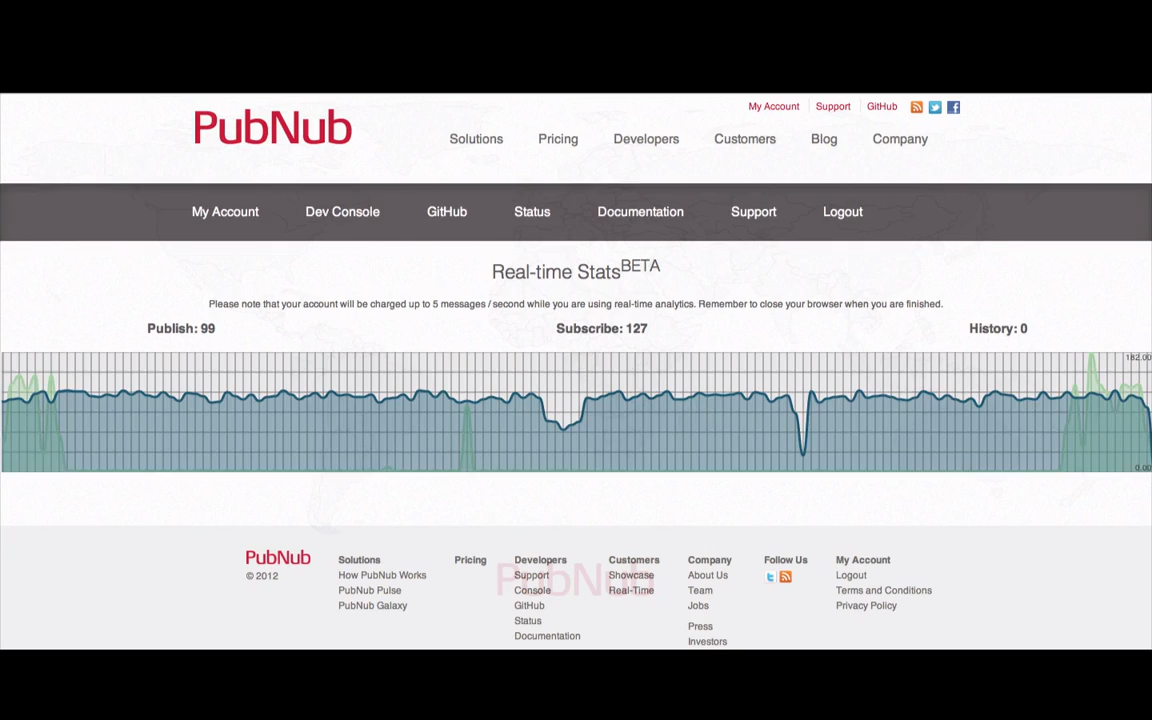 My Account Support GitHub
PubNub
Solutions Pricing Developers Customers Blog Company
My Account Dev Console GitHub Status Documentation Support Logout
Real-time StatsBETA
Please note that your account will be charged up to 5 messages / second while you are using real-time analytics. Remember to close your browser when you are finished.
Publish: 99 Subscribe: 127 History: 0
182.00
0.00
PubNub
© 2012
Solutions
How PubNub Works
PubNub Pulse
PubNub Galaxy
Pricing
Developers
Support
Console
GitHub
Status
Documentation
Customers
Showcase
Real-Time
Company
About Us
Team
Jobs
Press
Investors
Follow Us
My Account
Logout
Terms and Conditions
Privacy Policy
PubNub